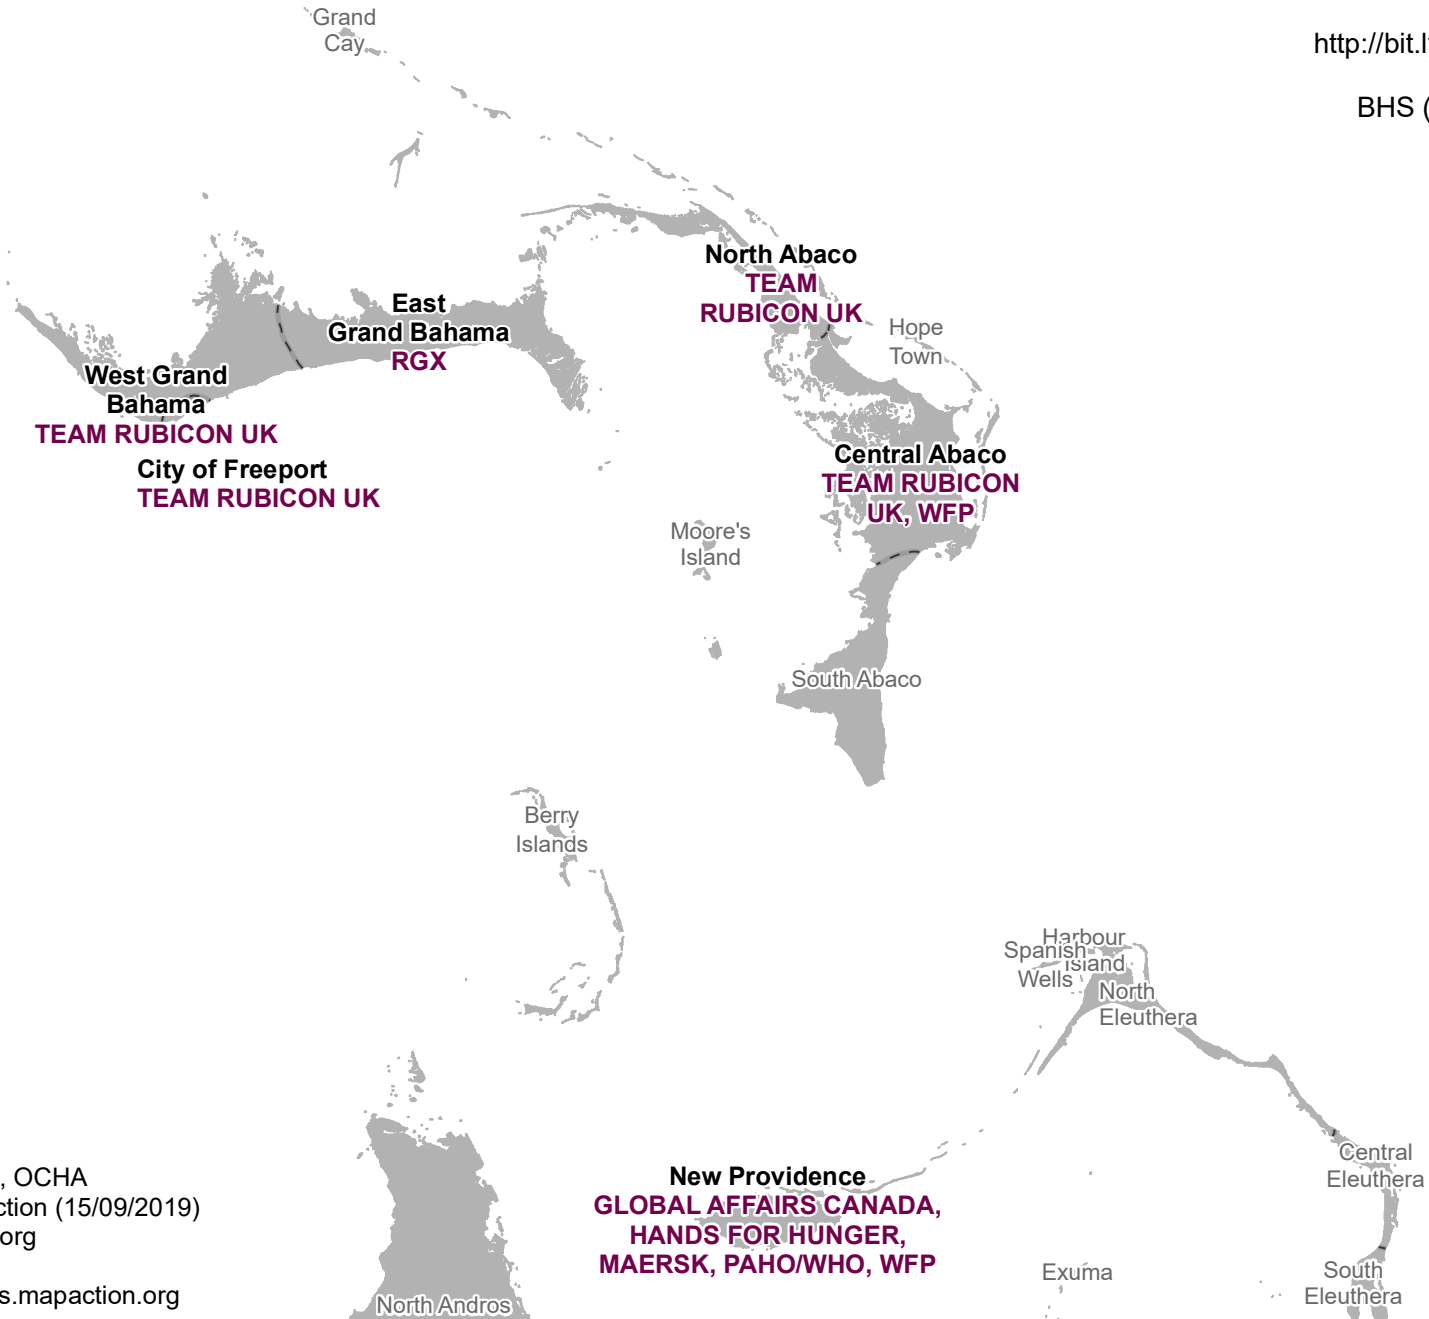 Grand
Cay
http://bit.l
BHS (
North Abaco
TEAM
RUBICON UK
East
Grand Bahama
RGX
Hope
Town
West Grand
Bahama
TEAM RUBICON UK
City of Freeport
TEAM RUBICON UK
Central Abaco
TEAM RUBICON
UK, WFP
Moore's
Island
South Abaco
Berry
Islands
Harbour
Island
Spanish
Wells
North
Eleuthera
Central
Eleuthera
New Providence
GLOBAL AFFAIRS CANADA,
HANDS FOR HUNGER,
MAERSK, PAHO/WHO, WFP
, OCHA
ction (15/09/2019)
org
s.mapaction.org
North Andros
Exuma
South
Eleuthera